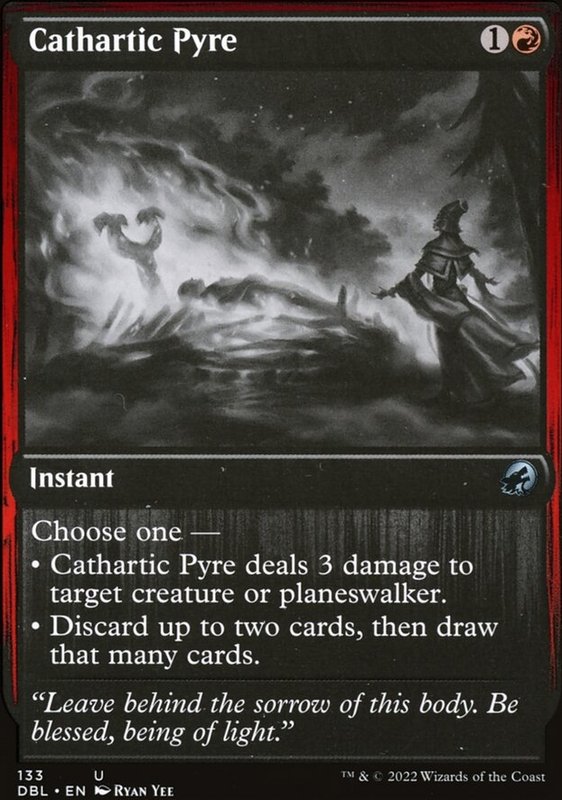 Cathartic Pyre 1
Instant
Choose one —
• Cathartic Pyre deals 3 damage to
target creature or planeswalker.
• Discard up to two cards, then draw
that many cards.
“Leave behind the sorrow of this body. Be
blessed, being of light.”
133 U
DBL • EN Ryan Yee
™ & © 2022 Wizards of the Coast